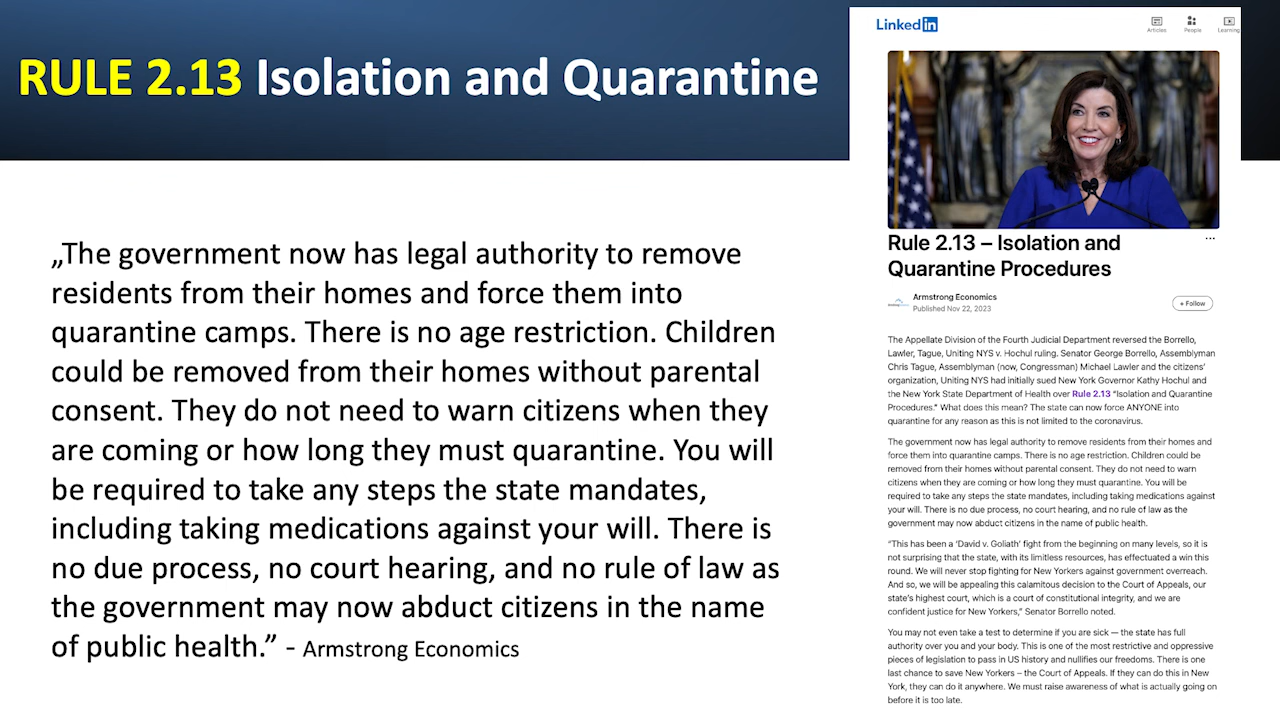 RULE 2.13 Isolation and Quarantine
„The government now has legal authority to remove
residents from their homes and force them into
quarantine camps. There is no age restriction. Children
could be removed from their homes without parental
consent. They do not need to warn citizens when they
are coming or how long they must quarantine. You will
be required to take any steps the state mandates,
including taking medications against your will. There is
no due process, no court hearing, and no rule of law as
the government may now abduct citizens in the name
of public health.” - Armstrong Economics
Linked in
Articles People Learning
Rule 2.13 – Isolation and
Quarantine Procedures
Armstrong Economics
Published Nov 22, 2023
+ Follow
The Appellate Division of the Fourth Judicial Department reversed the Borrello,
Lawler, Tague, Uniting NYS v. Hochul ruling. Senator George Borrello, Assemblyman
Chris Tague, Assemblyman (now, Congressman) Michael Lawler and the citizens'
organization, Uniting NYS had initially sued New York Governor Kathy Hochul and
the New York State Department of Health over Rule 2.13 "Isolation and Quarantine
Procedures." What does this mean? The state can now force ANYONE into
quarantine for any reason as this is not limited to the coronavirus.
The government now has legal authority to remove residents from their homes and
force them into quarantine camps. There is no age restriction. Children could be
removed from their homes without parental consent. They do not need to warn
citizens when they are coming or how long they must quarantine. You will be
required to take any steps the state mandates, including taking medications against
your will. There is no due process, no court hearing, and no rule of law as the
government may now abduct citizens in the name of public health.
"This has been a 'David v. Goliath' fight from the beginning on many levels, so it is
not surprising that the state, with its limitless resources, has effectuated a win this
round. We will never stop fighting for New Yorkers against government overreach.
And so, we will be appealing this calamitous decision to the Court of Appeals, our
state's highest court, which is a court of constitutional integrity, and we are
confident justice for New Yorkers," Senator Borrello noted.
You may not even take a test to determine if you are sick — the state has full
authority over you and your body. This is one of the most restrictive and oppressive
pieces of legislation to pass in US history and nullifies our freedoms. There is one
last chance to save New Yorkers – the Court of Appeals. If they can do this in New
York, they can do it anywhere. We must raise awareness of what is actually going on
before it is too late.